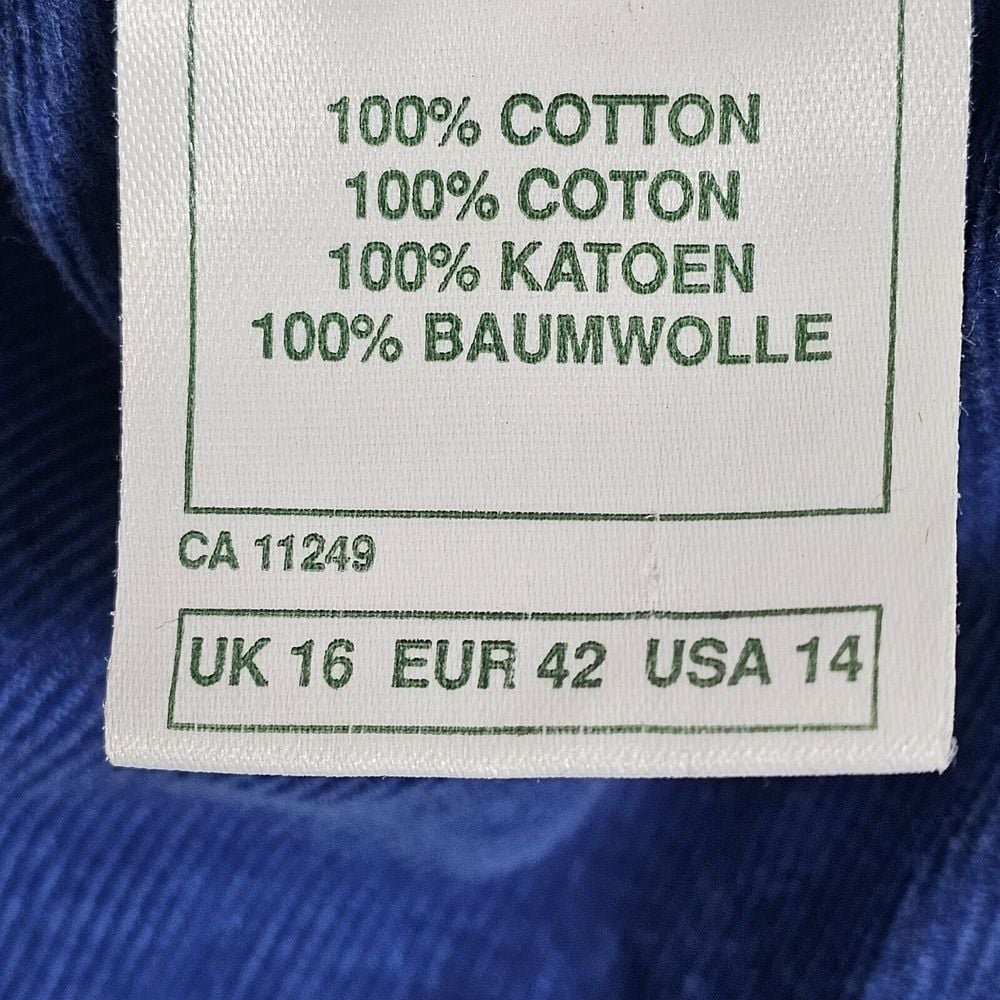 100% COTTON
100% COTON
100% KATOEN
100% BAUMWOLLE
CA 11249
UK 16 EUR 42 USA 14